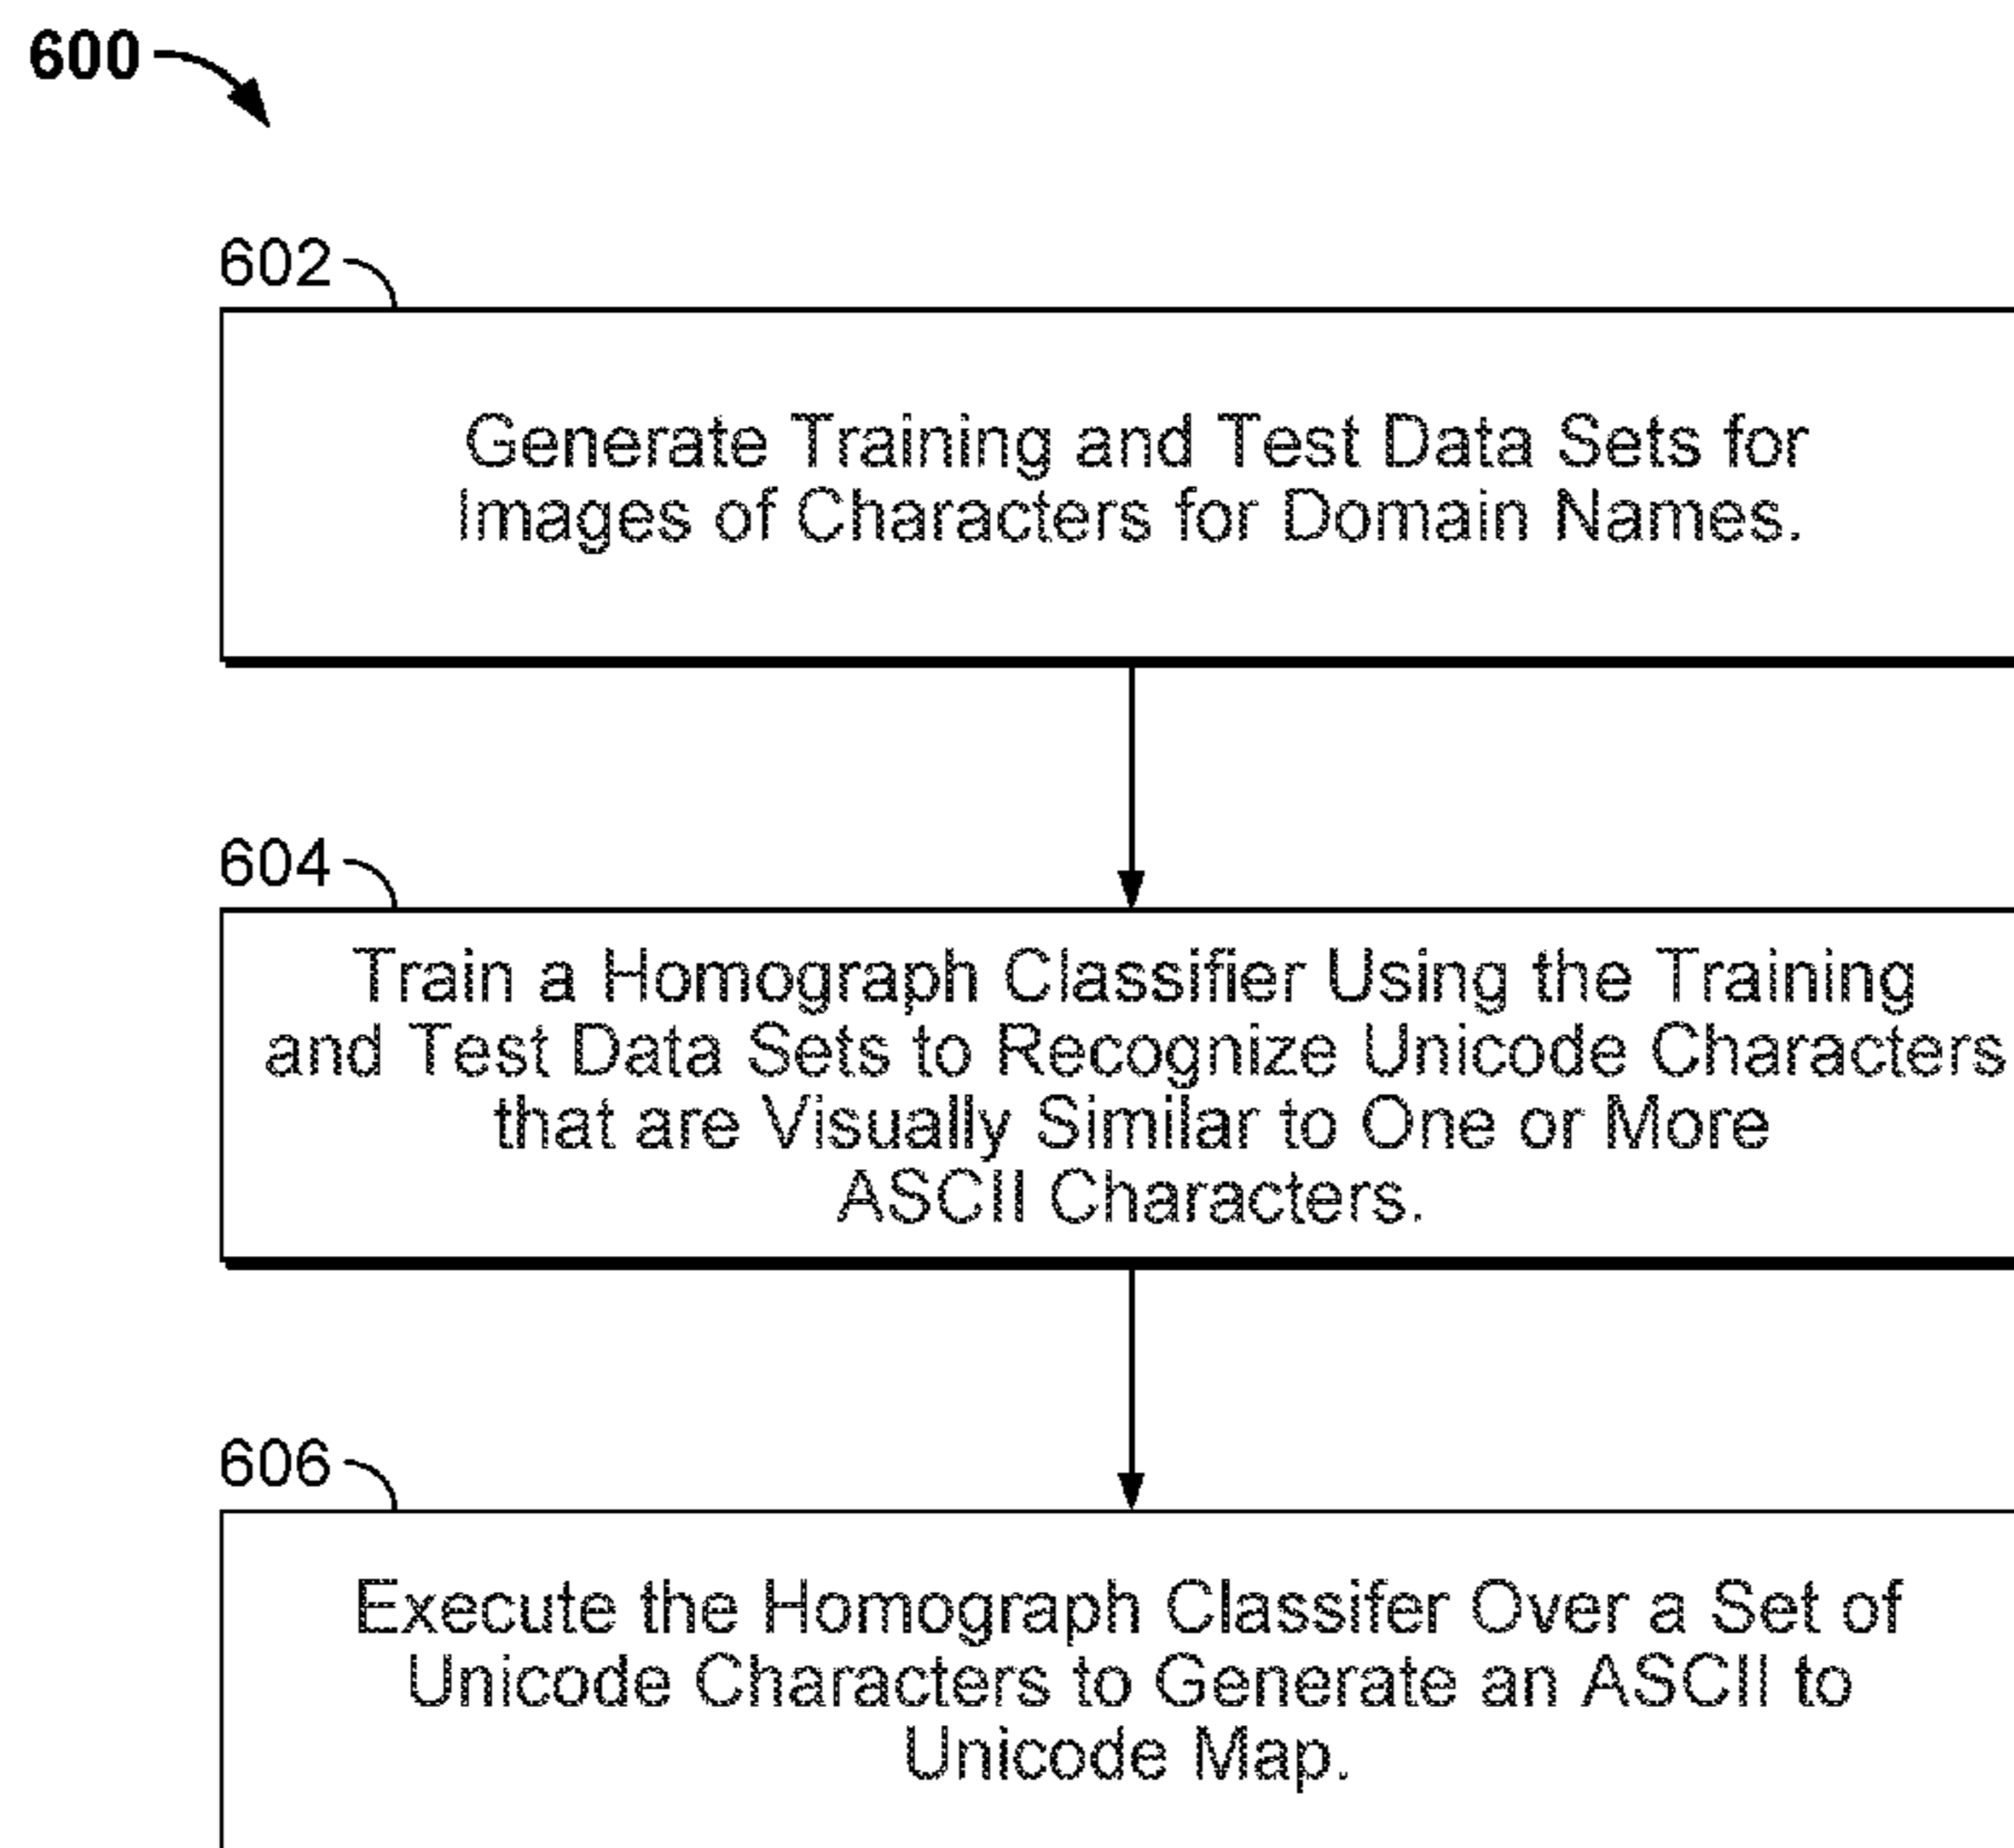 600
602
Generate Training and Test Data Sets for
Images of Characters for Domain Names.
604
Train a Homograph Classifier Using the Training
and Test Data Sets to Recognize Unicode Characters
that are Visually Similar to One or More
ASCII Characters.
606
Execute the Homograph Classifer Over a Set of
Unicode Characters to Generate an ASCII to
Unicode Map.